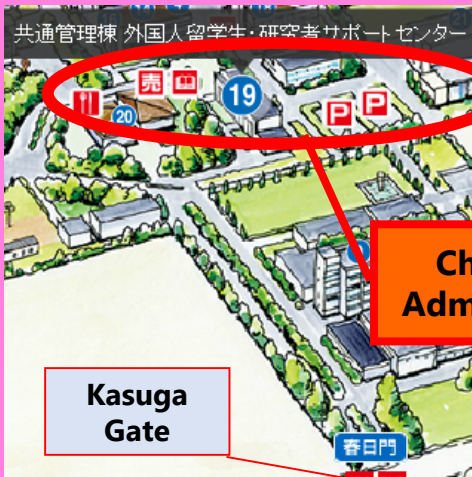 共通管理棟 外国人留学生・研究者サポートセンター
売
19
20
P P
Ch
Adm
Kasuga
Gate
春日門